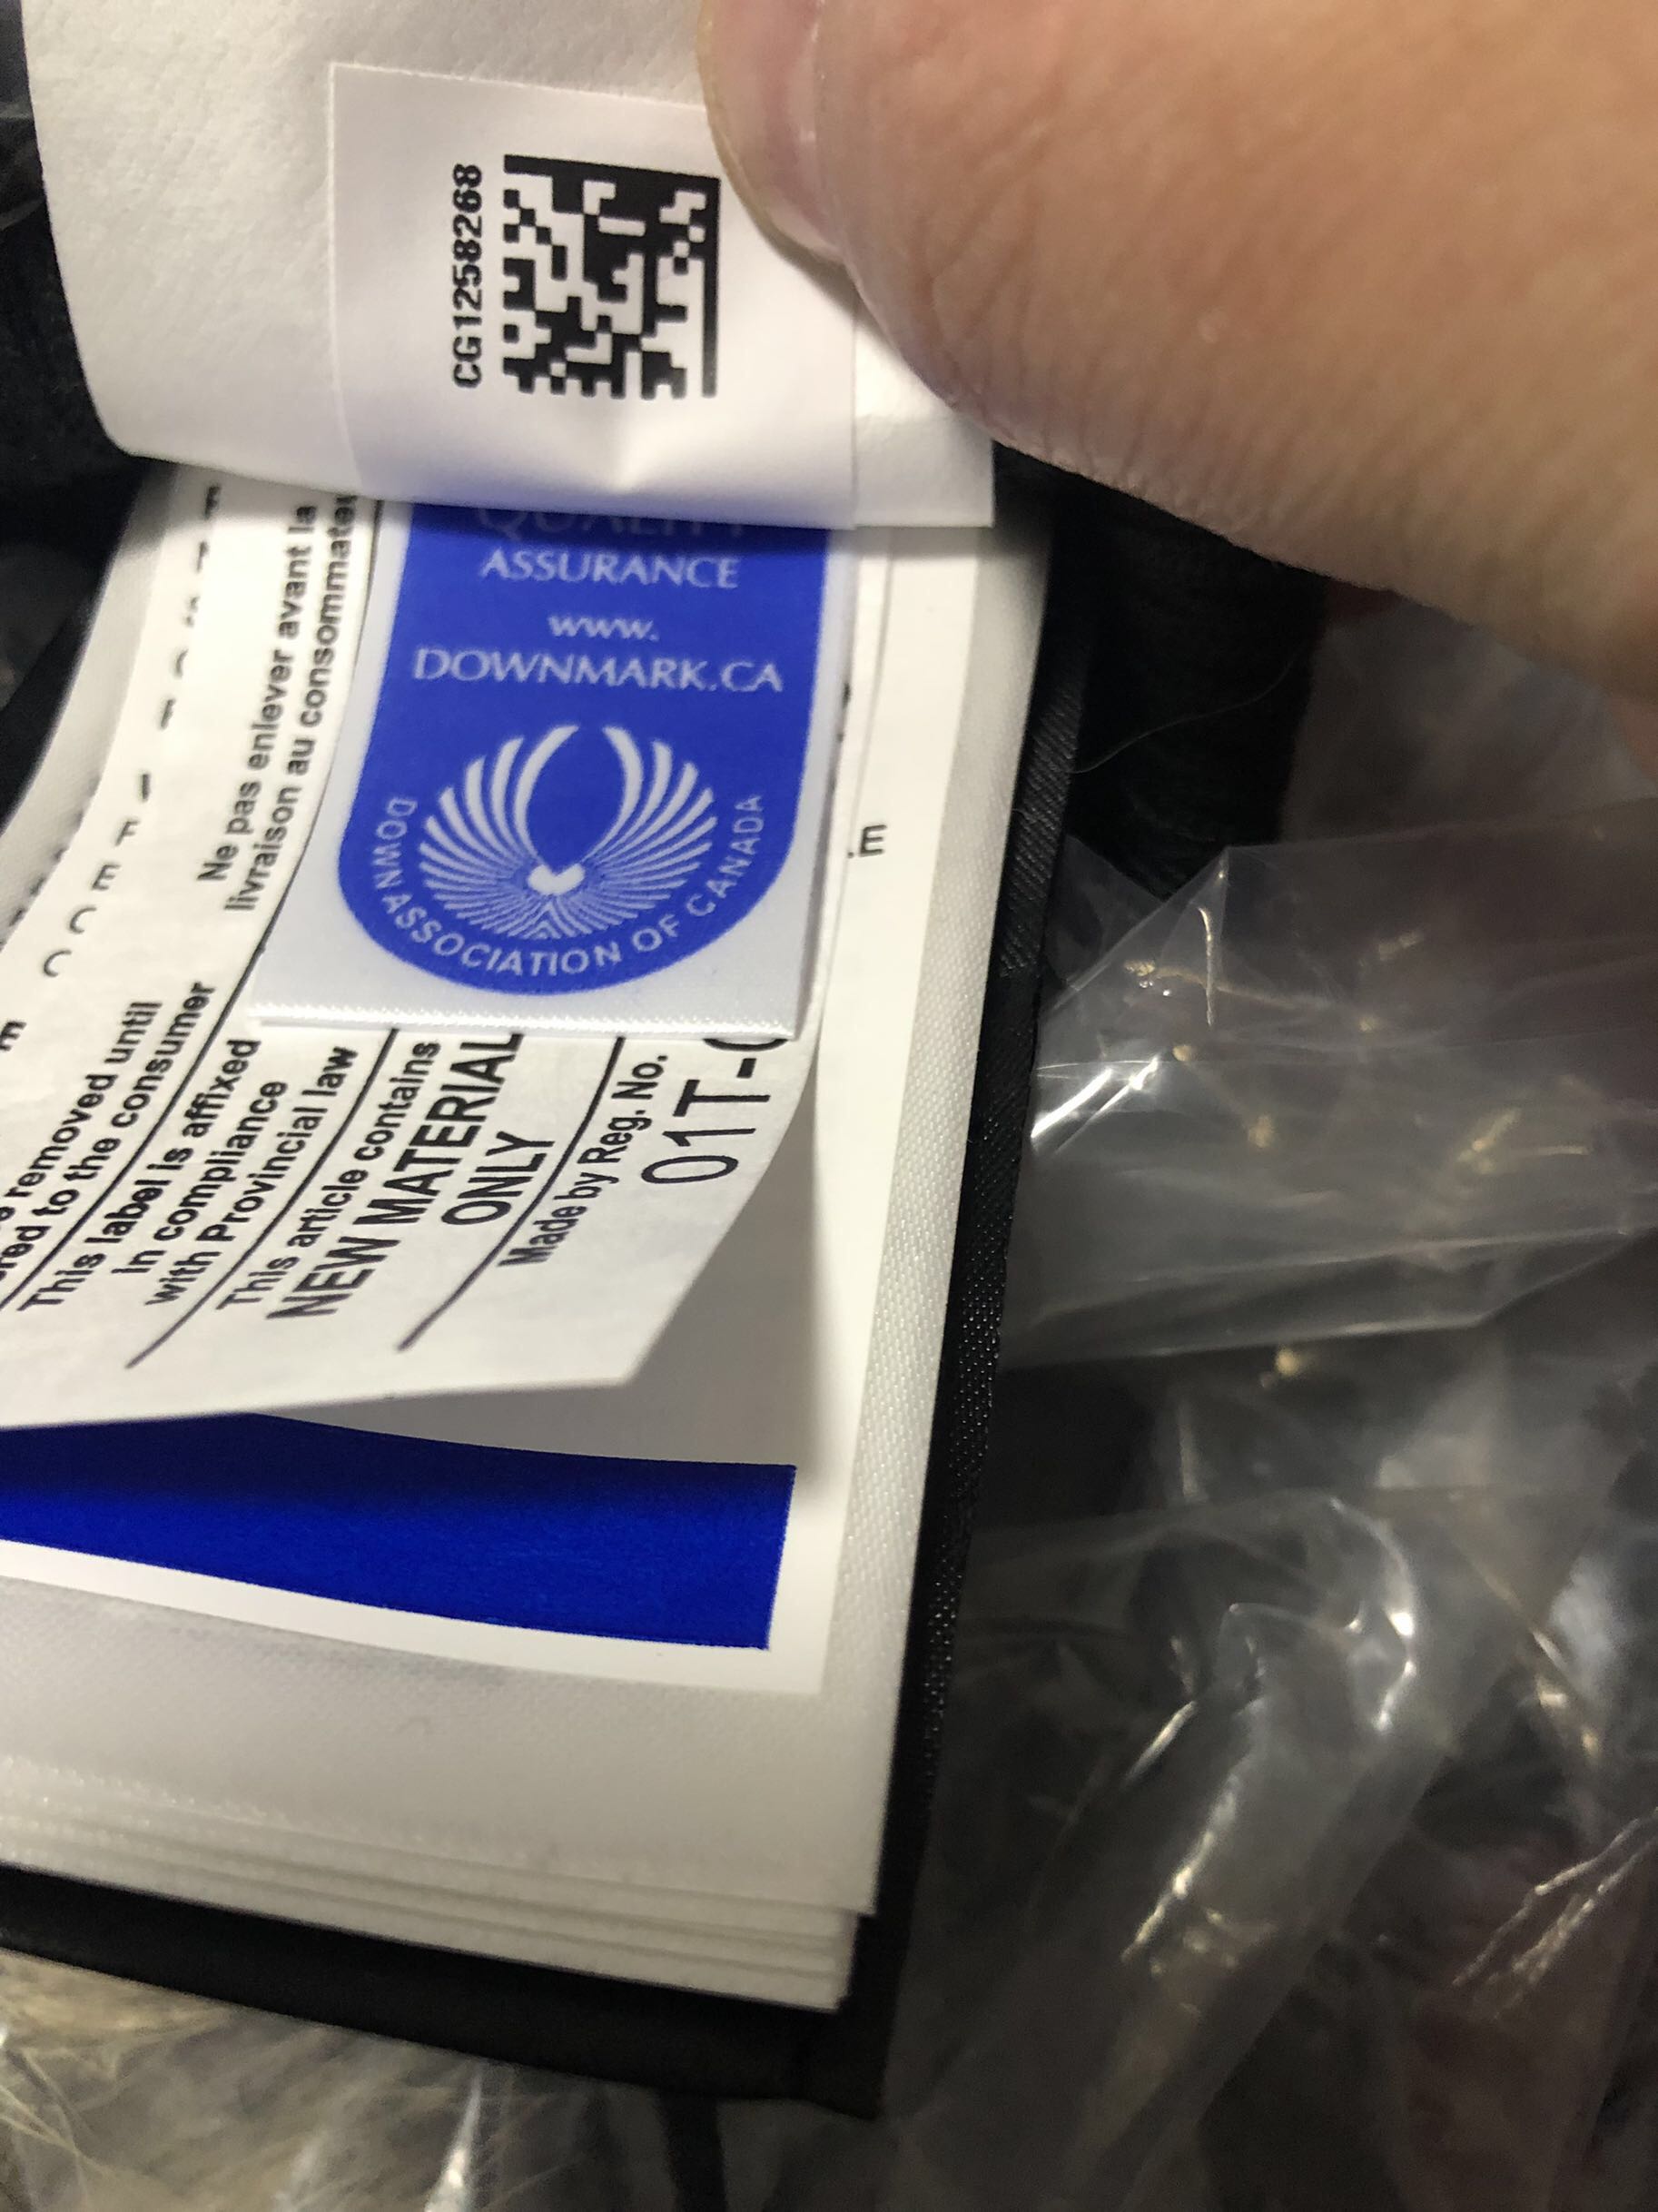 CG1258268
QUALITY
ASSURANCE
www.
DOWNMARK.CA
DOWN ASSOCIATION OF CANADA
Ne pas enlever avant la
livraison au consommateur
removed until
to the consumer
This label is affixed
In compliance
with Provincial law
This article contains
NEW MATERIAL
ONLY
Made by Reg. No.
01T-